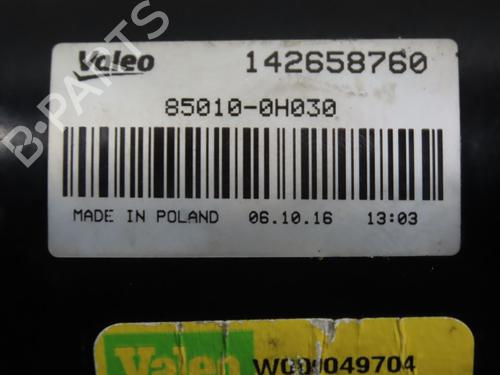 Valeo 142658760
85010-0H030
MADE IN POLAND 06.10.16 13:03
Valeo W000049704
B-PARTS